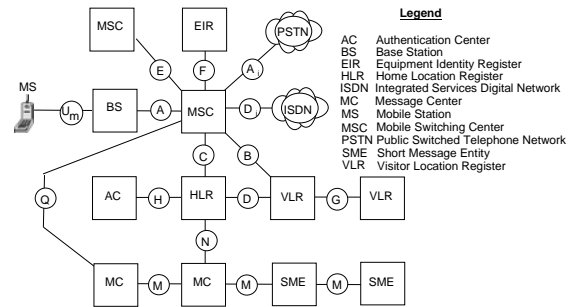 Legend
MSC
EIR
PSTN
AC Authentication Center
BS Base Station
EIR Equipment Identity Register
HLR Home Location Register
ISDN Integrated Services Digital Network
MC Message Center
MS Mobile Station
MSC Mobile Switching Center
PSTN Public Switched Telephone Network
SME Short Message Entity
VLR Visitor Location Register
E
F
Ai
MS
Um
BS
A
MSC
Di
ISDN
C
B
Q
AC
H
HLR
D
VLR
G
VLR
N
MC
M
MC
M
SME
M
SME